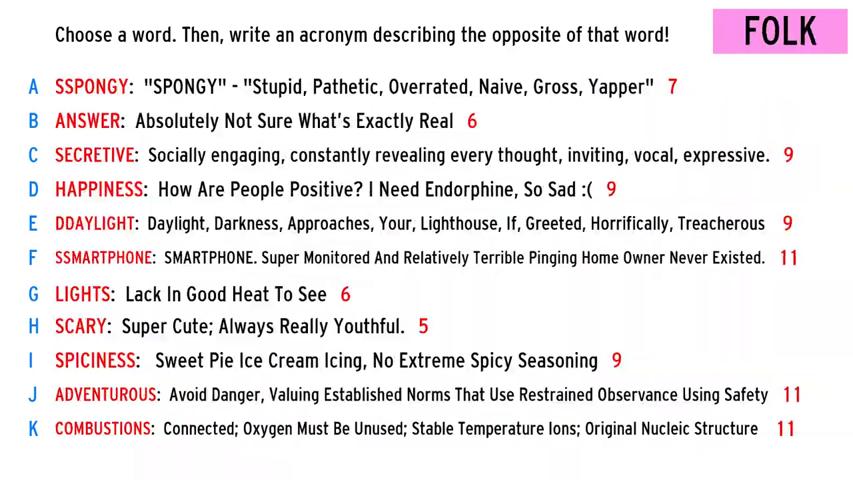 Choose a word. Then, write an acronym describing the opposite of that word!
FOLK
A SSPONGY: "SPONGY" - "Stupid, Pathetic, Overrated, Naive, Gross, Yapper" 7
B ANSWER: Absolutely Not Sure What's Exactly Real 6
C SECRETIVE: Socially engaging, constantly revealing every thought, inviting, vocal, expressive. 9
D HAPPINESS: How Are People Positive? I Need Endorphine, So Sad :( 9
E DDAYLIGHT: Daylight, Darkness, Approaches, Your, Lighthouse, If, Greeted, Horrifically, Treacherous 9
F SSMARTPHONE: SMARTPHONE. Super Monitored And Relatively Terrible Pinging Home Owner Never Existed. 11
G LIGHTS: Lack In Good Heat To See 6
H SCARY: Super Cute; Always Really Youthful. 5
I SPICINESS: Sweet Pie Ice Cream Icing, No Extreme Spicy Seasoning 9
J ADVENTUROUS: Avoid Danger, Valuing Established Norms That Use Restrained Observance Using Safety 11
K COMBUSTIONS: Connected; Oxygen Must Be Unused; Stable Temperature Ions; Original Nucleic Structure 11